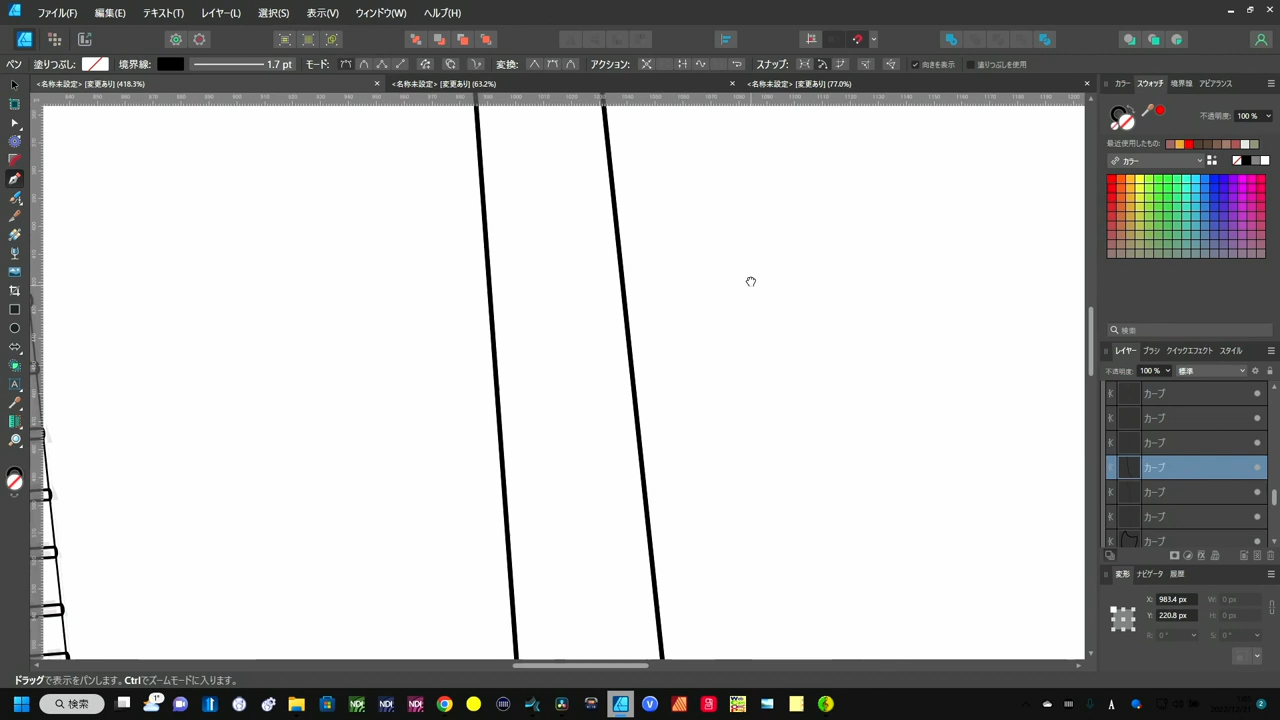 ファイル(F) 編集(E) テキスト(T) レイヤー(L) 選択(S) 表示(V) ウィンドウ(W) ヘルプ(H)
ペン 塗りつぶし: 境界線: 1.7 pt モード: 変換: アクション: スナップ: 向きを表示 塗りつぶしを使用
<名称未設定> [変更あり] (418.3%)
<名称未設定> [変更あり] (63.2%)
<名称未設定> [変更あり] (77.0%)
カラー スウォッチ 境界線 アピアランス
不透明度: 100 %
最近使用したもの:
カラー
検索
レイヤー ブラシ クイックエフェクト スタイル
不透明度: 100 % 標準
カーブ
カーブ
カーブ
カーブ
カーブ
カーブ
カーブ
変形 ナビゲータ 履歴
X: 983.4 px W: 0 px
Y: 220.8 px H: 0 px
R: 0 ° S: 0 °
ドラッグで表示をパンします。Ctrlでズームモードに入ります。
検索